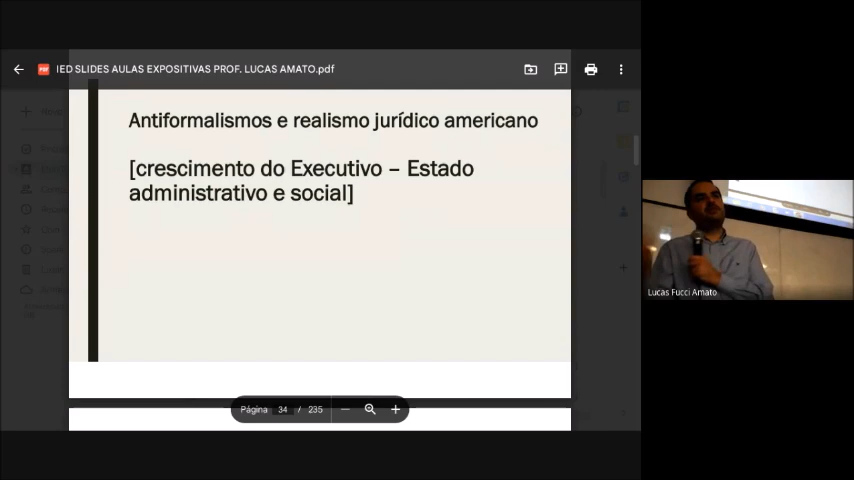 IED SLIDES AULAS EXPOSITIVAS PROF. LUCAS AMATO.pdf
Antiformalismos e realismo jurídico americano
[crescimento do Executivo – Estado
administrativo e social]
Lucas Fucci Amato
Página 34 / 235